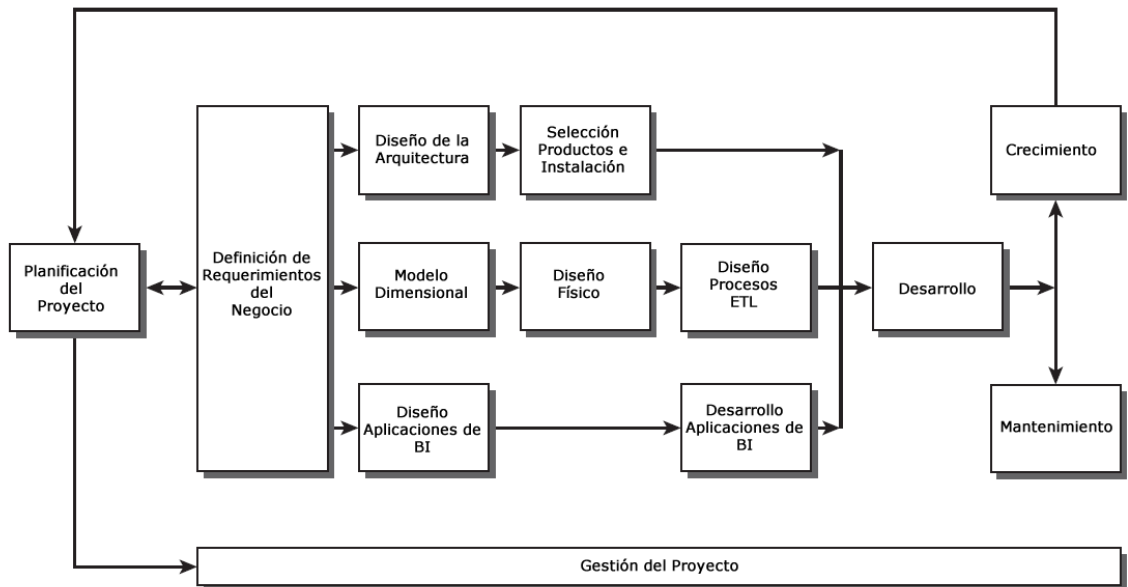 Planificación
del
Proyecto
Definición de
Requerimientos
del
Negocio
Diseño de la
Arquitectura
Selección
Productos e
Instalación
Modelo
Dimensional
Diseño
Físico
Diseño
Procesos
ETL
Diseño
Aplicaciones de
BI
Desarrollo
Aplicaciones de
BI
Desarrollo
Crecimiento
Mantenimiento
Gestión del Proyecto